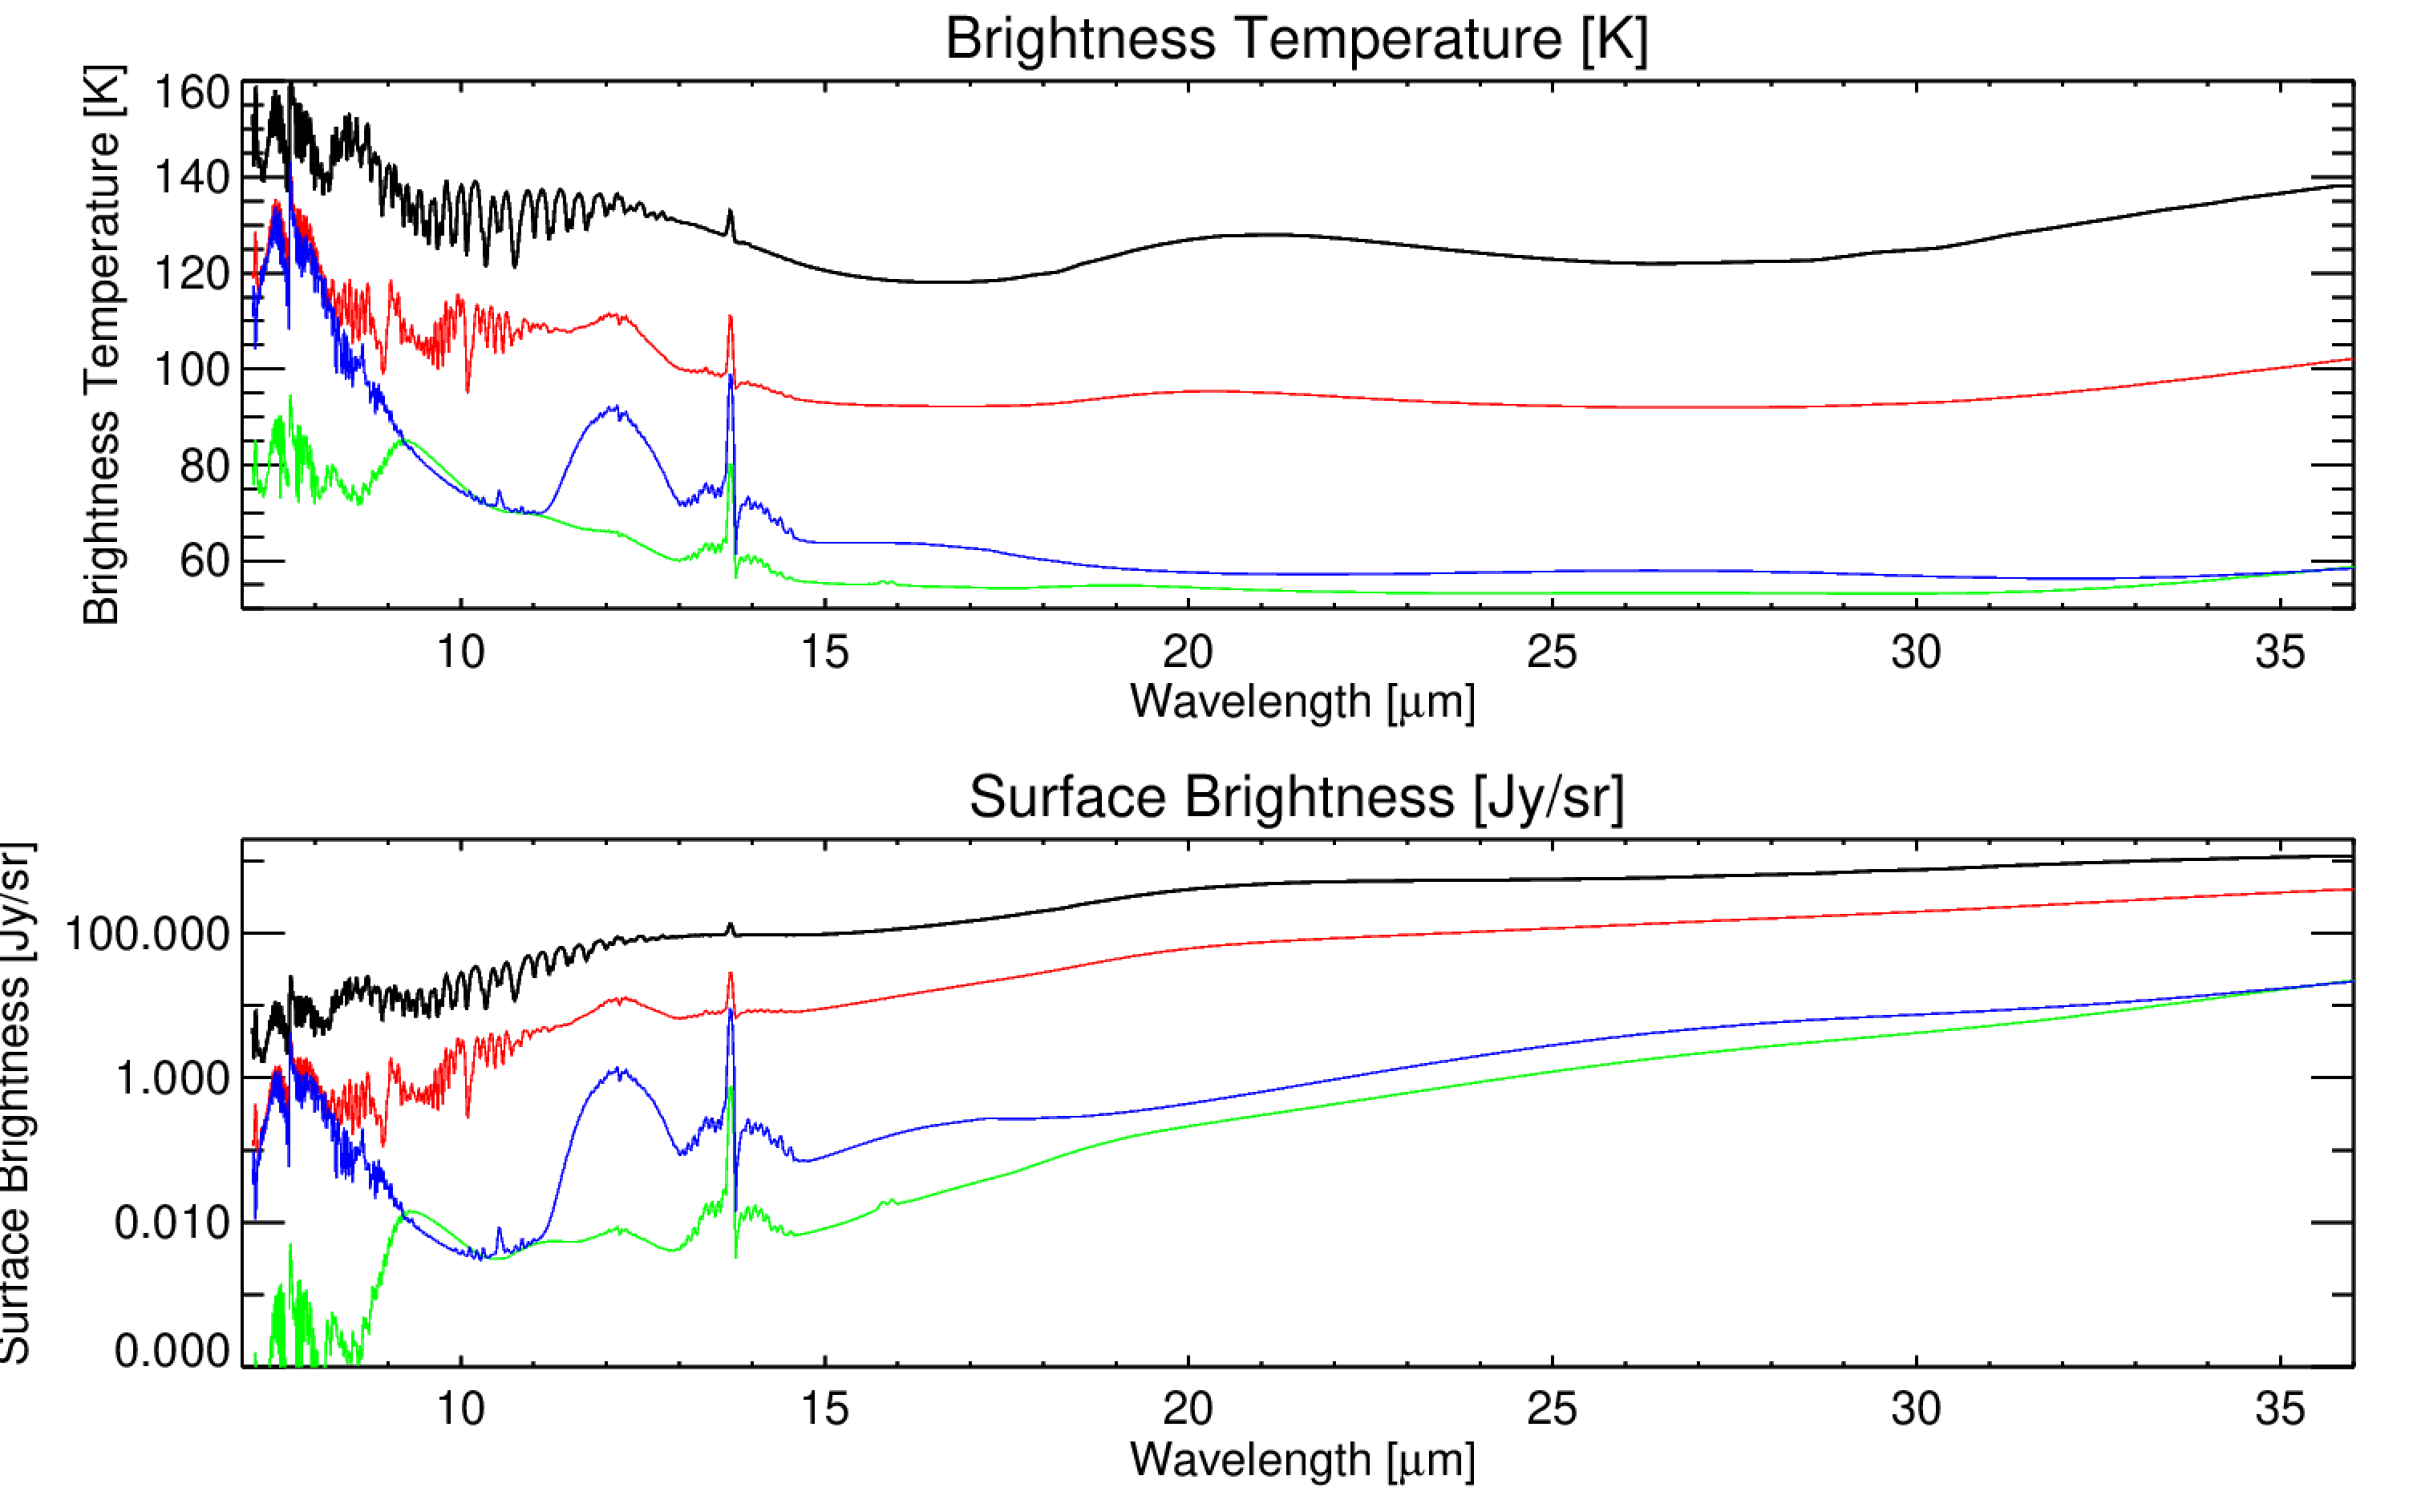 Brightness Temperature [K]
Brightness Temperature [K]
160
140
120
100
80
60
10 15 20 25 30 35
Wavelength [μm]
Surface Brightness [Jy/sr]
Surface Brightness [Jy/sr]
100.000
1.000
0.010
0.000
10 15 20 25 30 35
Wavelength [μm]